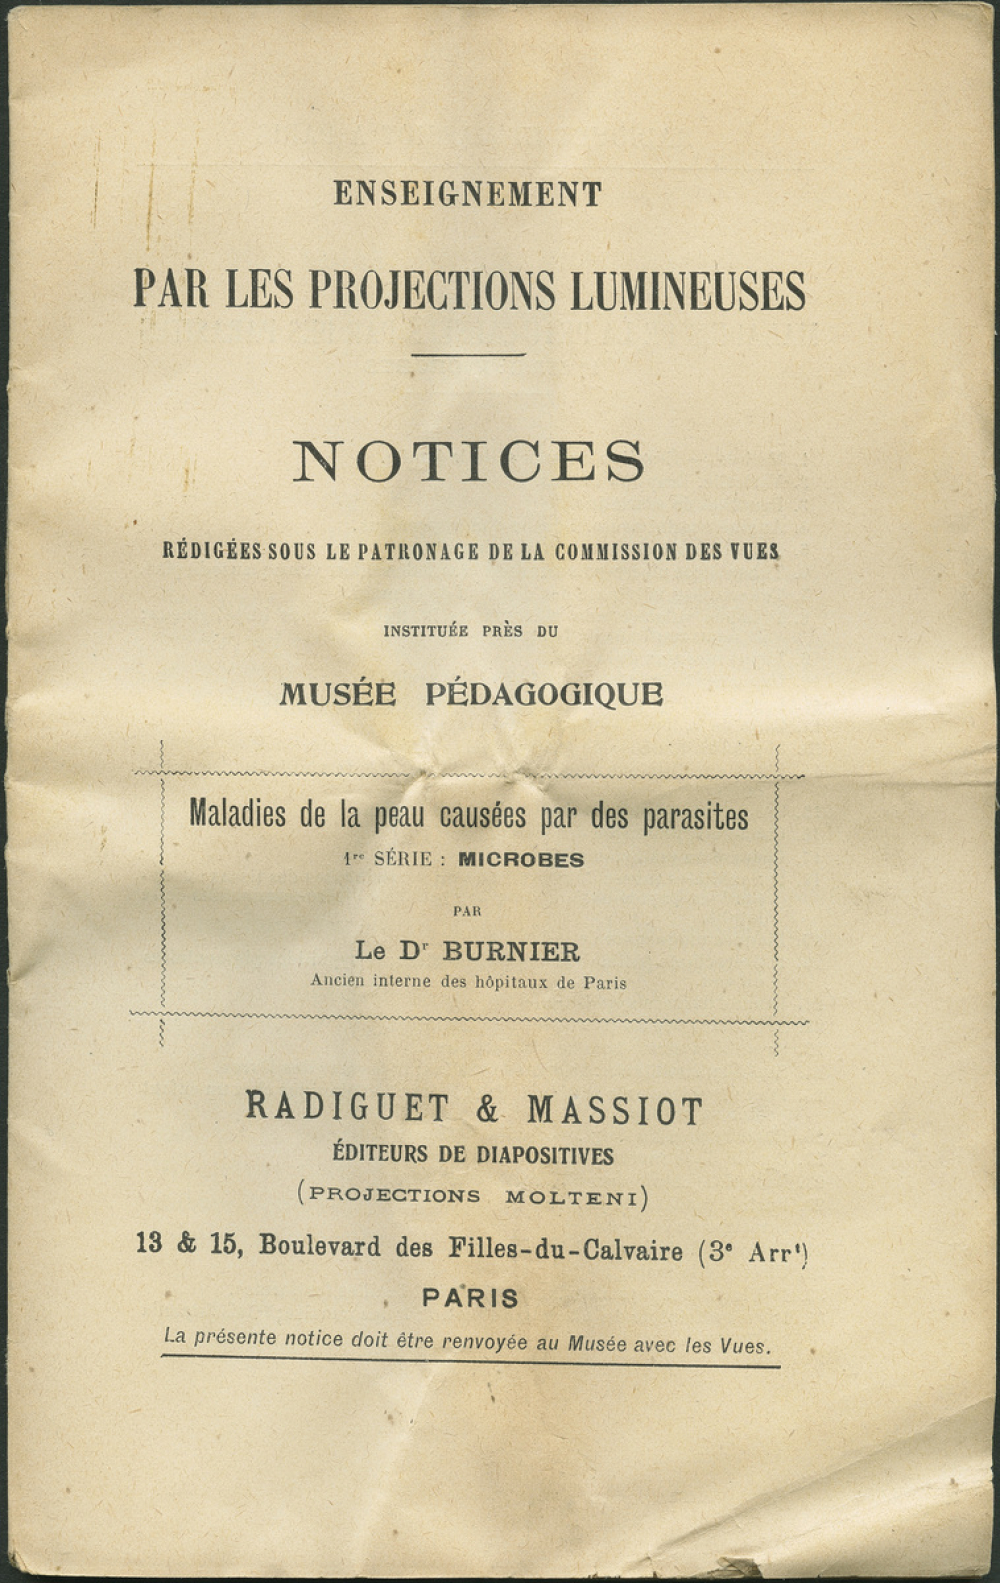 ENSEIGNEMENT
PAR LES PROJECTIONS LUMINEUSES
NOTICES
RÉDIGÉES SOUS LE PATRONAGE DE LA COMMISSION DES VUES
INSTITUÉE PRÈS DU
MUSÉE PÉDAGOGIQUE
Maladies de la peau causées par des parasites
1re SÉRIE : MICROBES
PAR
Le Dr BURNIER
Ancien interne des hôpitaux de Paris
RADIGUET & MASSIOT
ÉDITEURS DE DIAPOSITIVES
(PROJECTIONS MOLTENI)
13 & 15, Boulevard des Filles-du-Calvaire (3e Arrt)
PARIS
La présente notice doit être renvoyée au Musée avec les Vues.